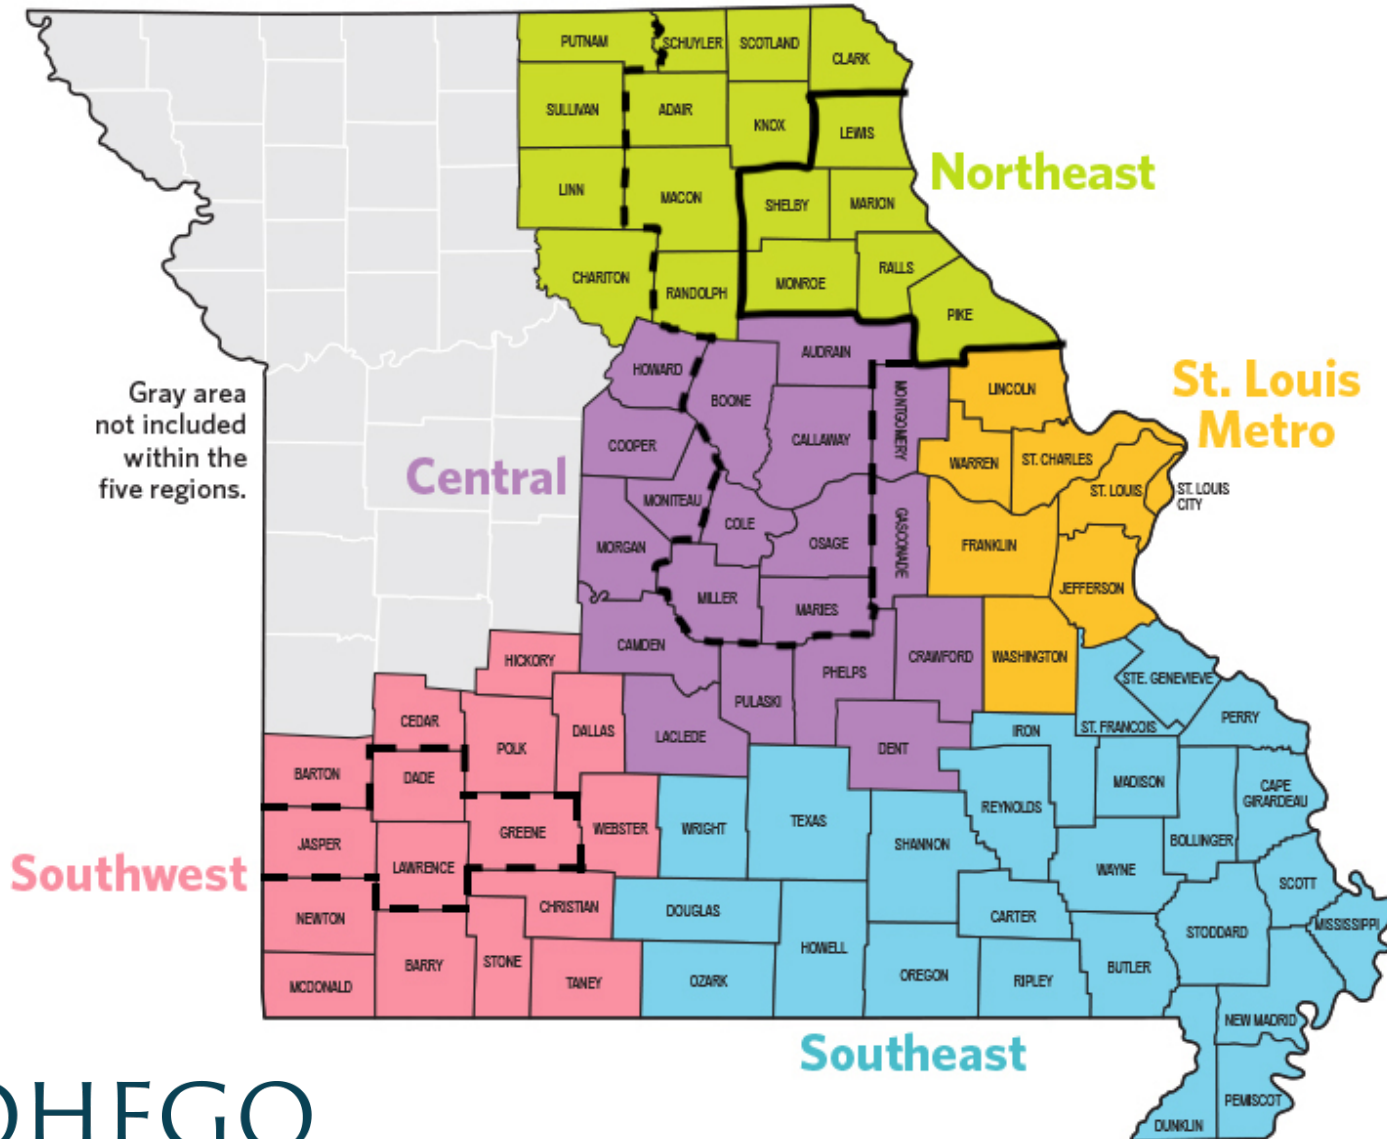 PUTNAM
SCHUYLER
SCOTLAND
CLARK
SULLIVAN
ADAIR
KNOX
LEWIS
Northeast
LINN
MACON
SHELBY
MARION
CHARITON
RANDOLPH
MONROE
RALLS
PIKE
Gray area
not included
within the
five regions.
HOWARD
BOONE
AUDRAIN
MONTGOMERY
LINCOLN
St. Louis
Metro
COOPER
CALLAWAY
WARREN
ST. CHARLES
ST. LOUIS
ST. LOUIS
CITY
Central
MONITEAU
COLE
MORGAN
OSAGE
GASCONADE
FRANKLIN
JEFFERSON
MILLER
MARIES
CAMDEN
HICKORY
PHELPS
CRAWFORD
WASHINGTON
STE. GENEVIEVE
PULASKI
CEDAR
POLK
DALLAS
LACLEDE
DENT
IRON
ST. FRANCOIS
PERRY
BARTON
DADE
MADISON
CAPE
GIRARDEAU
JASPER
GREENE
WEBSTER
WRIGHT
TEXAS
SHANNON
REYNOLDS
BOLLINGER
Southwest
LAWRENCE
WAYNE
SCOTT
NEWTON
CHRISTIAN
DOUGLAS
CARTER
STODDARD
MISSISSIPPI
BARRY
STONE
HOWELL
MCDONALD
TANEY
OZARK
OREGON
RIPLEY
BUTLER
NEW MADRID
Southeast
PEMISCOT
DUNKLIN